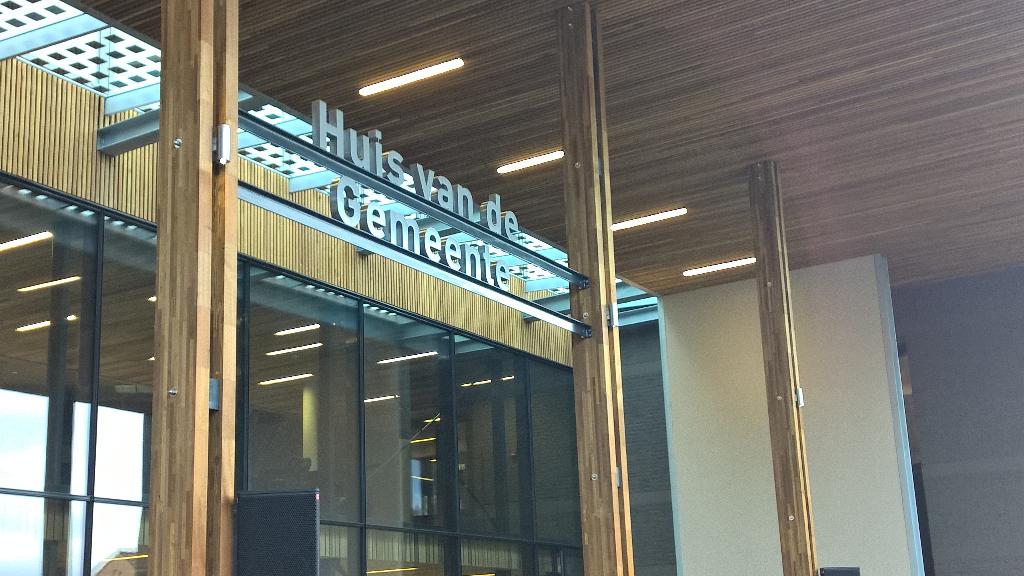 Huis van de
Gemeente